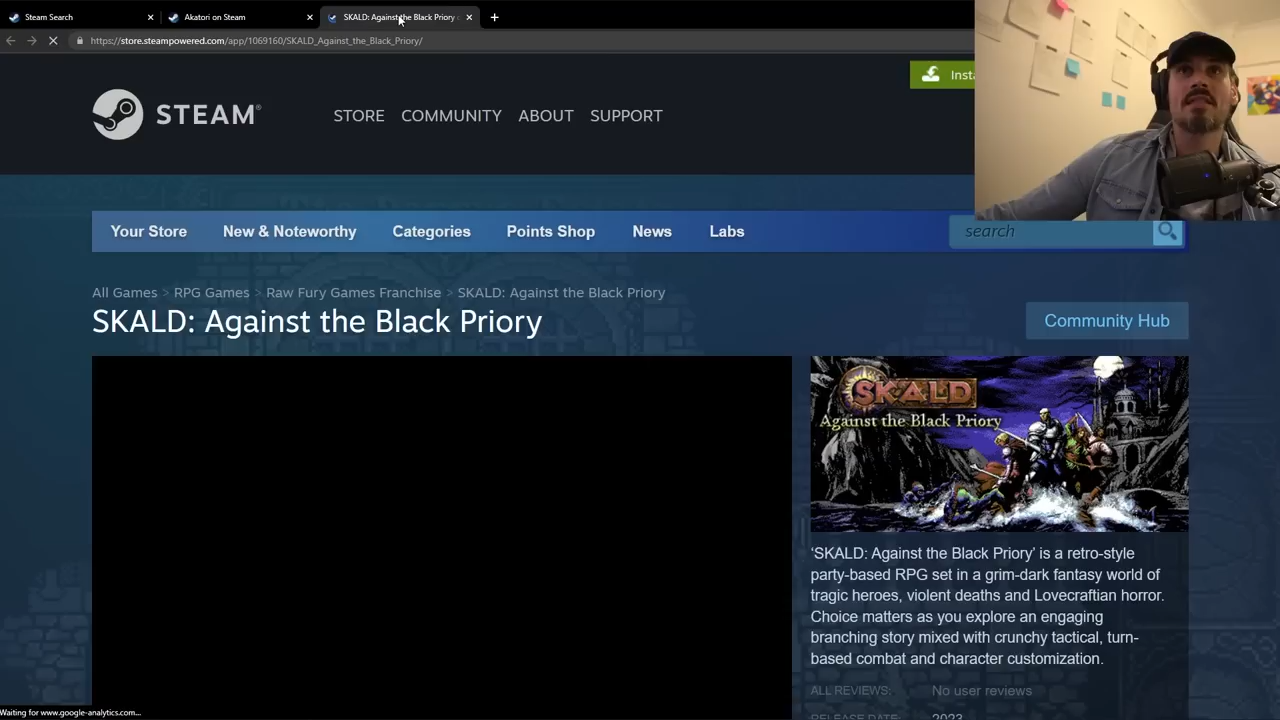 Steam Search
Akatori on Steam
SKALD: Against the Black Priory
https://store.steampowered.com/app/1069160/SKALD_Against_the_Black_Priory/
STEAM®
STORE COMMUNITY ABOUT SUPPORT
Your Store New & Noteworthy Categories Points Shop News Labs
search
All Games > RPG Games > Raw Fury Games Franchise > SKALD: Against the Black Priory
SKALD: Against the Black Priory
Community Hub
SKALD
Against the Black Priory
'SKALD: Against the Black Priory' is a retro-style
party-based RPG set in a grim-dark fantasy world of
tragic heroes, violent deaths and Lovecraftian horror.
Choice matters as you explore an engaging
branching story mixed with crunchy tactical, turn-
based combat and character customization.
ALL REVIEWS: No user reviews
RELEASE DATE: 2023
Waiting for www.google-analytics.com...